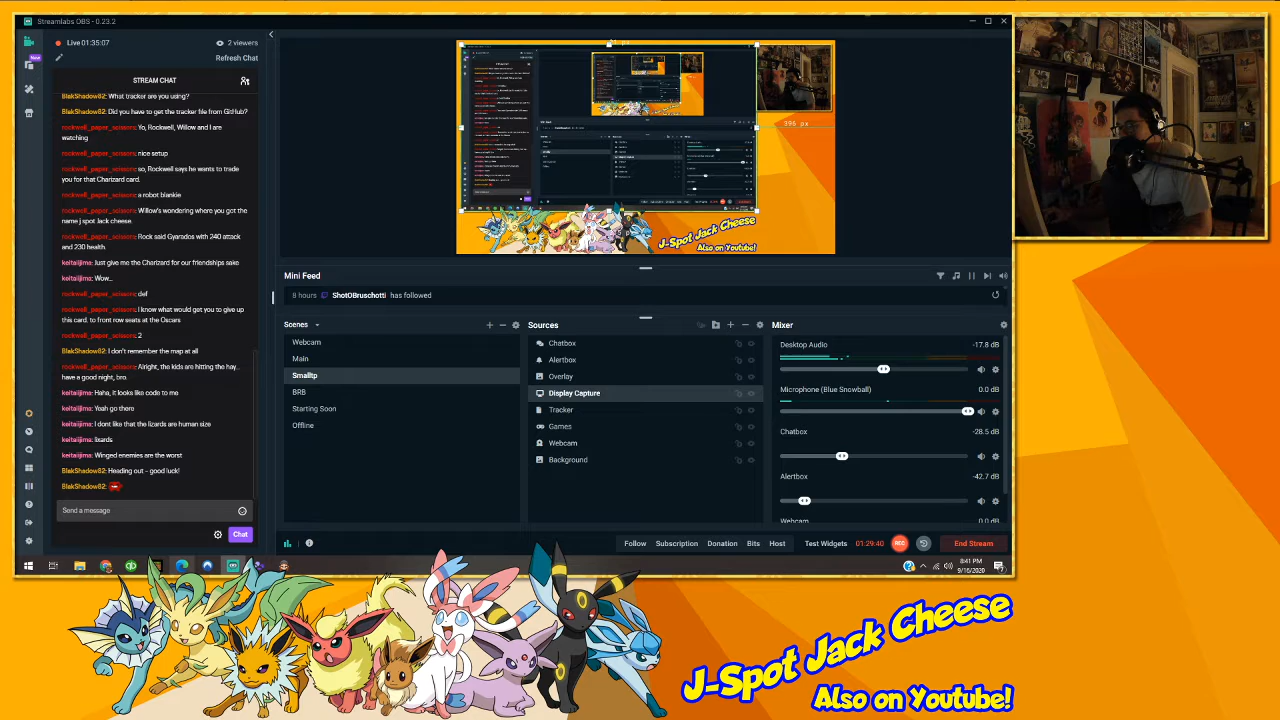 Streamlabs OBS - 0.23.2
Live 01:35:07
2 viewers
Refresh Chat
New
STREAM CHAT
BlakShadow82: What tracker are you using?
BlakShadow82: Did you have to get the tracker file from GitHub?
rockwell_paper_scissors: Yo, Rockwell, Willow and I are
watching
rockwell_paper_scissors: nice setup
rockwell_paper_scissors: so, Rockwell says he wants to trade
you for that Charizard card.
rockwell_paper_scissors: a robot blankie
rockwell_paper_scissors: Willow's wondering where you got the
name j spot Jack cheese.
rockwell_paper_scissors: Rock said Gyarados with 240 attack
and 230 health.
keitaiijima: Just give me the Charizard for our friendships sake
keitaiijima: Wow...
rockwell_paper_scissors: def
rockwell_paper_scissors: I know what would get you to give up
this card. to front row seats at the Oscars
rockwell_paper_scissors: 2
BlakShadow82: I don't remember the map at all
rockwell_paper_scissors: Alright, the kids are hitting the hay...
have a good night, bro.
keitaiijima: Haha, it looks like code to me
keitaiijima: Yeah go there
keitaiijima: I dont like that the lizards are human size
keitaiijima: lixards
keitaiijima: Winged enemies are the worst
BlakShadow82: Heading out - good luck!
BlakShadow82:
Send a message
Chat
396 px
J-Spot Jack Cheese
Also on Youtube!
Mini Feed
8 hours ShotOBruschotti has followed
Scenes
Webcam
Main
Smalltp
BRB
Starting Soon
Offline
Sources
Chatbox
Alertbox
Overlay
Display Capture
Tracker
Games
Webcam
Background
Mixer
Desktop Audio -17.8 dB
Microphone (Blue Snowball) 0.0 dB
Chatbox -28.5 dB
Alertbox -42.7 dB
Webcam 0.0 dB
Follow Subscription Donation Bits Host Test Widgets 01:29:40 REC End Stream
8:41 PM
9/16/2020
J-Spot Jack Cheese
Also on Youtube!